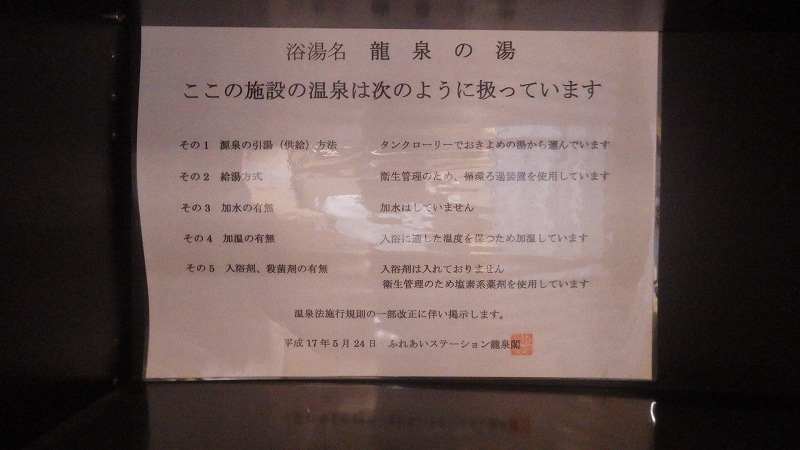 浴湯名 龍泉の湯
ここの施設の温泉は次のように扱っています
その1 源泉の引湯（供給）方法 タンクローリーでおきよめの湯から運んでいます
その2 給湯方式 衛生管理のため、循環ろ過装置を使用しています
その3 加水の有無 加水はしていません
その4 加温の有無 入浴に適した温度を保つため加温しています
その5 入浴剤、殺菌剤の有無 入浴剤は入れておりません
衛生管理のため塩素系薬剤を使用しています
温泉法施行規則の一部改正に伴い掲示します。
平成17年5月24日 ふれあいステーション龍泉閣